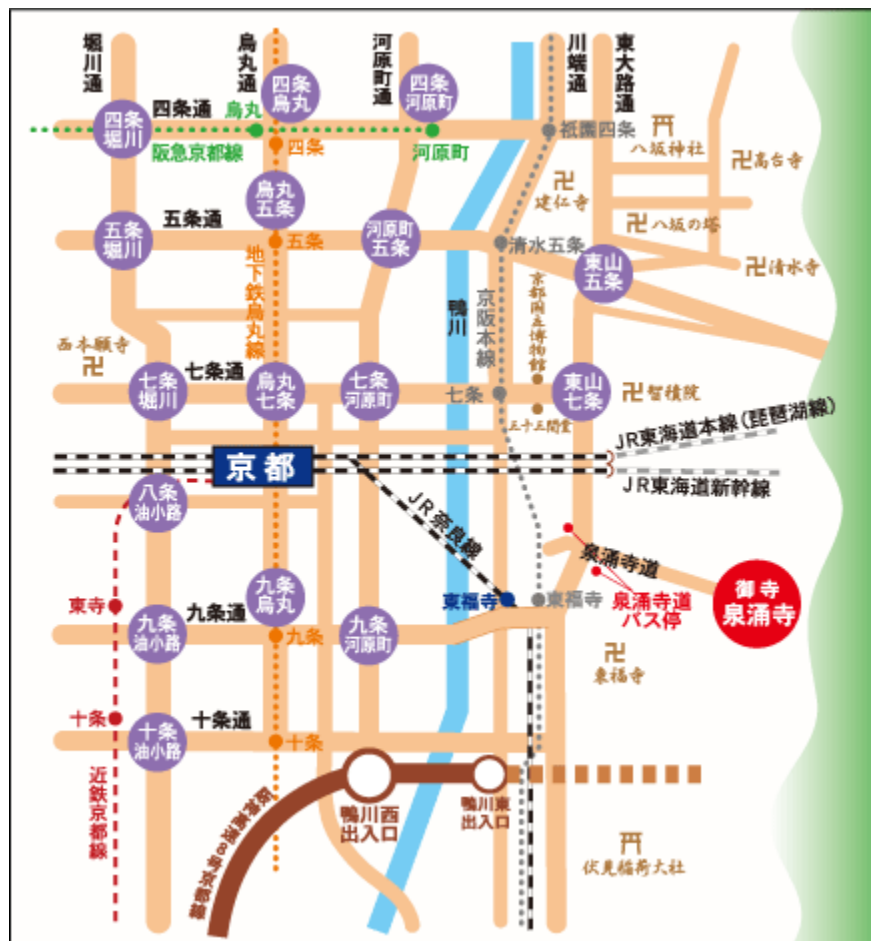 堀川通
烏丸通
河原町通
川端通
東大路通
四条
堀川
四条通
烏丸
四条
烏丸
四条
河原町
阪急京都線
四条
河原町
祇園四条
八坂神社
高台寺
建仁寺
八坂の塔
清水寺
烏丸
五条
五条
堀川
五条通
五条
河原町
五条
清水五条
東山
五条
地下鉄烏丸線
鴨川
京阪本線
京都国立博物館
西本願寺
七条
堀川
七条通
烏丸
七条
七条
河原町
七条
東山
七条
智積院
三十三間堂
JR東海道本線(琵琶湖線)
京都
JR東海道新幹線
八条
油小路
JR奈良線
泉涌寺道
御寺
泉涌寺
東寺
九条通
九条
烏丸
東福寺
東福寺
泉涌寺道
バス停
九条
油小路
九条
九条
河原町
東福寺
十条
十条通
十条
油小路
十条
近鉄京都線
阪神高速8号京都線
鴨川西
出入口
鴨川東
出入口
伏見稲荷大社